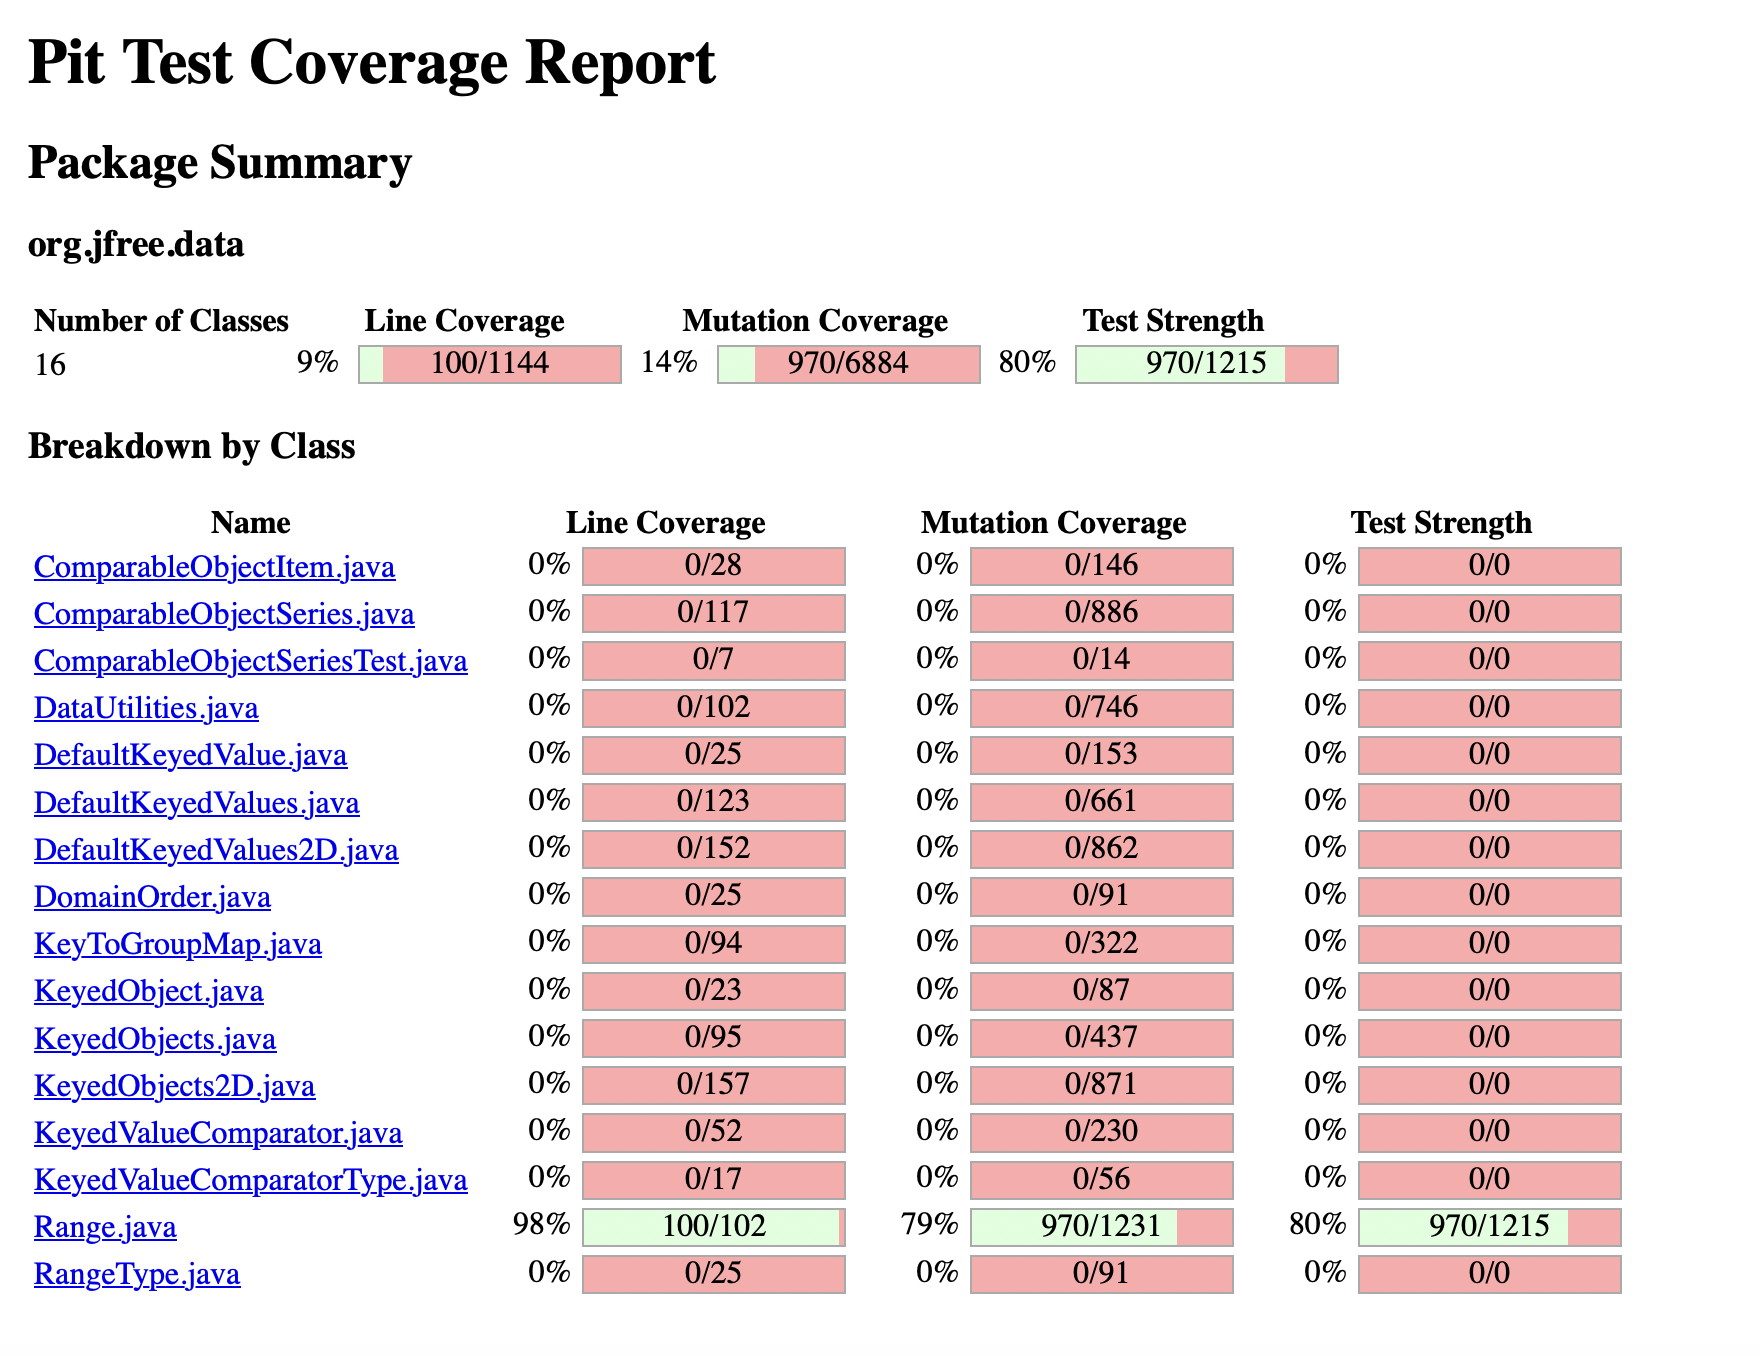 Pit Test Coverage Report
Package Summary
org.jfree.data
Number of Classes Line Coverage Mutation Coverage Test Strength
16 9% 100/1144 14% 970/6884 80% 970/1215
Breakdown by Class
Name Line Coverage Mutation Coverage Test Strength
ComparableObjectItem.java 0% 0/28 0% 0/146 0% 0/0
ComparableObjectSeries.java 0% 0/117 0% 0/886 0% 0/0
ComparableObjectSeriesTest.java 0% 0/7 0% 0/14 0% 0/0
DataUtilities.java 0% 0/102 0% 0/746 0% 0/0
DefaultKeyedValue.java 0% 0/25 0% 0/153 0% 0/0
DefaultKeyedValues.java 0% 0/123 0% 0/661 0% 0/0
DefaultKeyedValues2D.java 0% 0/152 0% 0/862 0% 0/0
DomainOrder.java 0% 0/25 0% 0/91 0% 0/0
KeyToGroupMap.java 0% 0/94 0% 0/322 0% 0/0
KeyedObject.java 0% 0/23 0% 0/87 0% 0/0
KeyedObjects.java 0% 0/95 0% 0/437 0% 0/0
KeyedObjects2D.java 0% 0/157 0% 0/871 0% 0/0
KeyedValueComparator.java 0% 0/52 0% 0/230 0% 0/0
KeyedValueComparatorType.java 0% 0/17 0% 0/56 0% 0/0
Range.java 98% 100/102 79% 970/1231 80% 970/1215
RangeType.java 0% 0/25 0% 0/91 0% 0/0